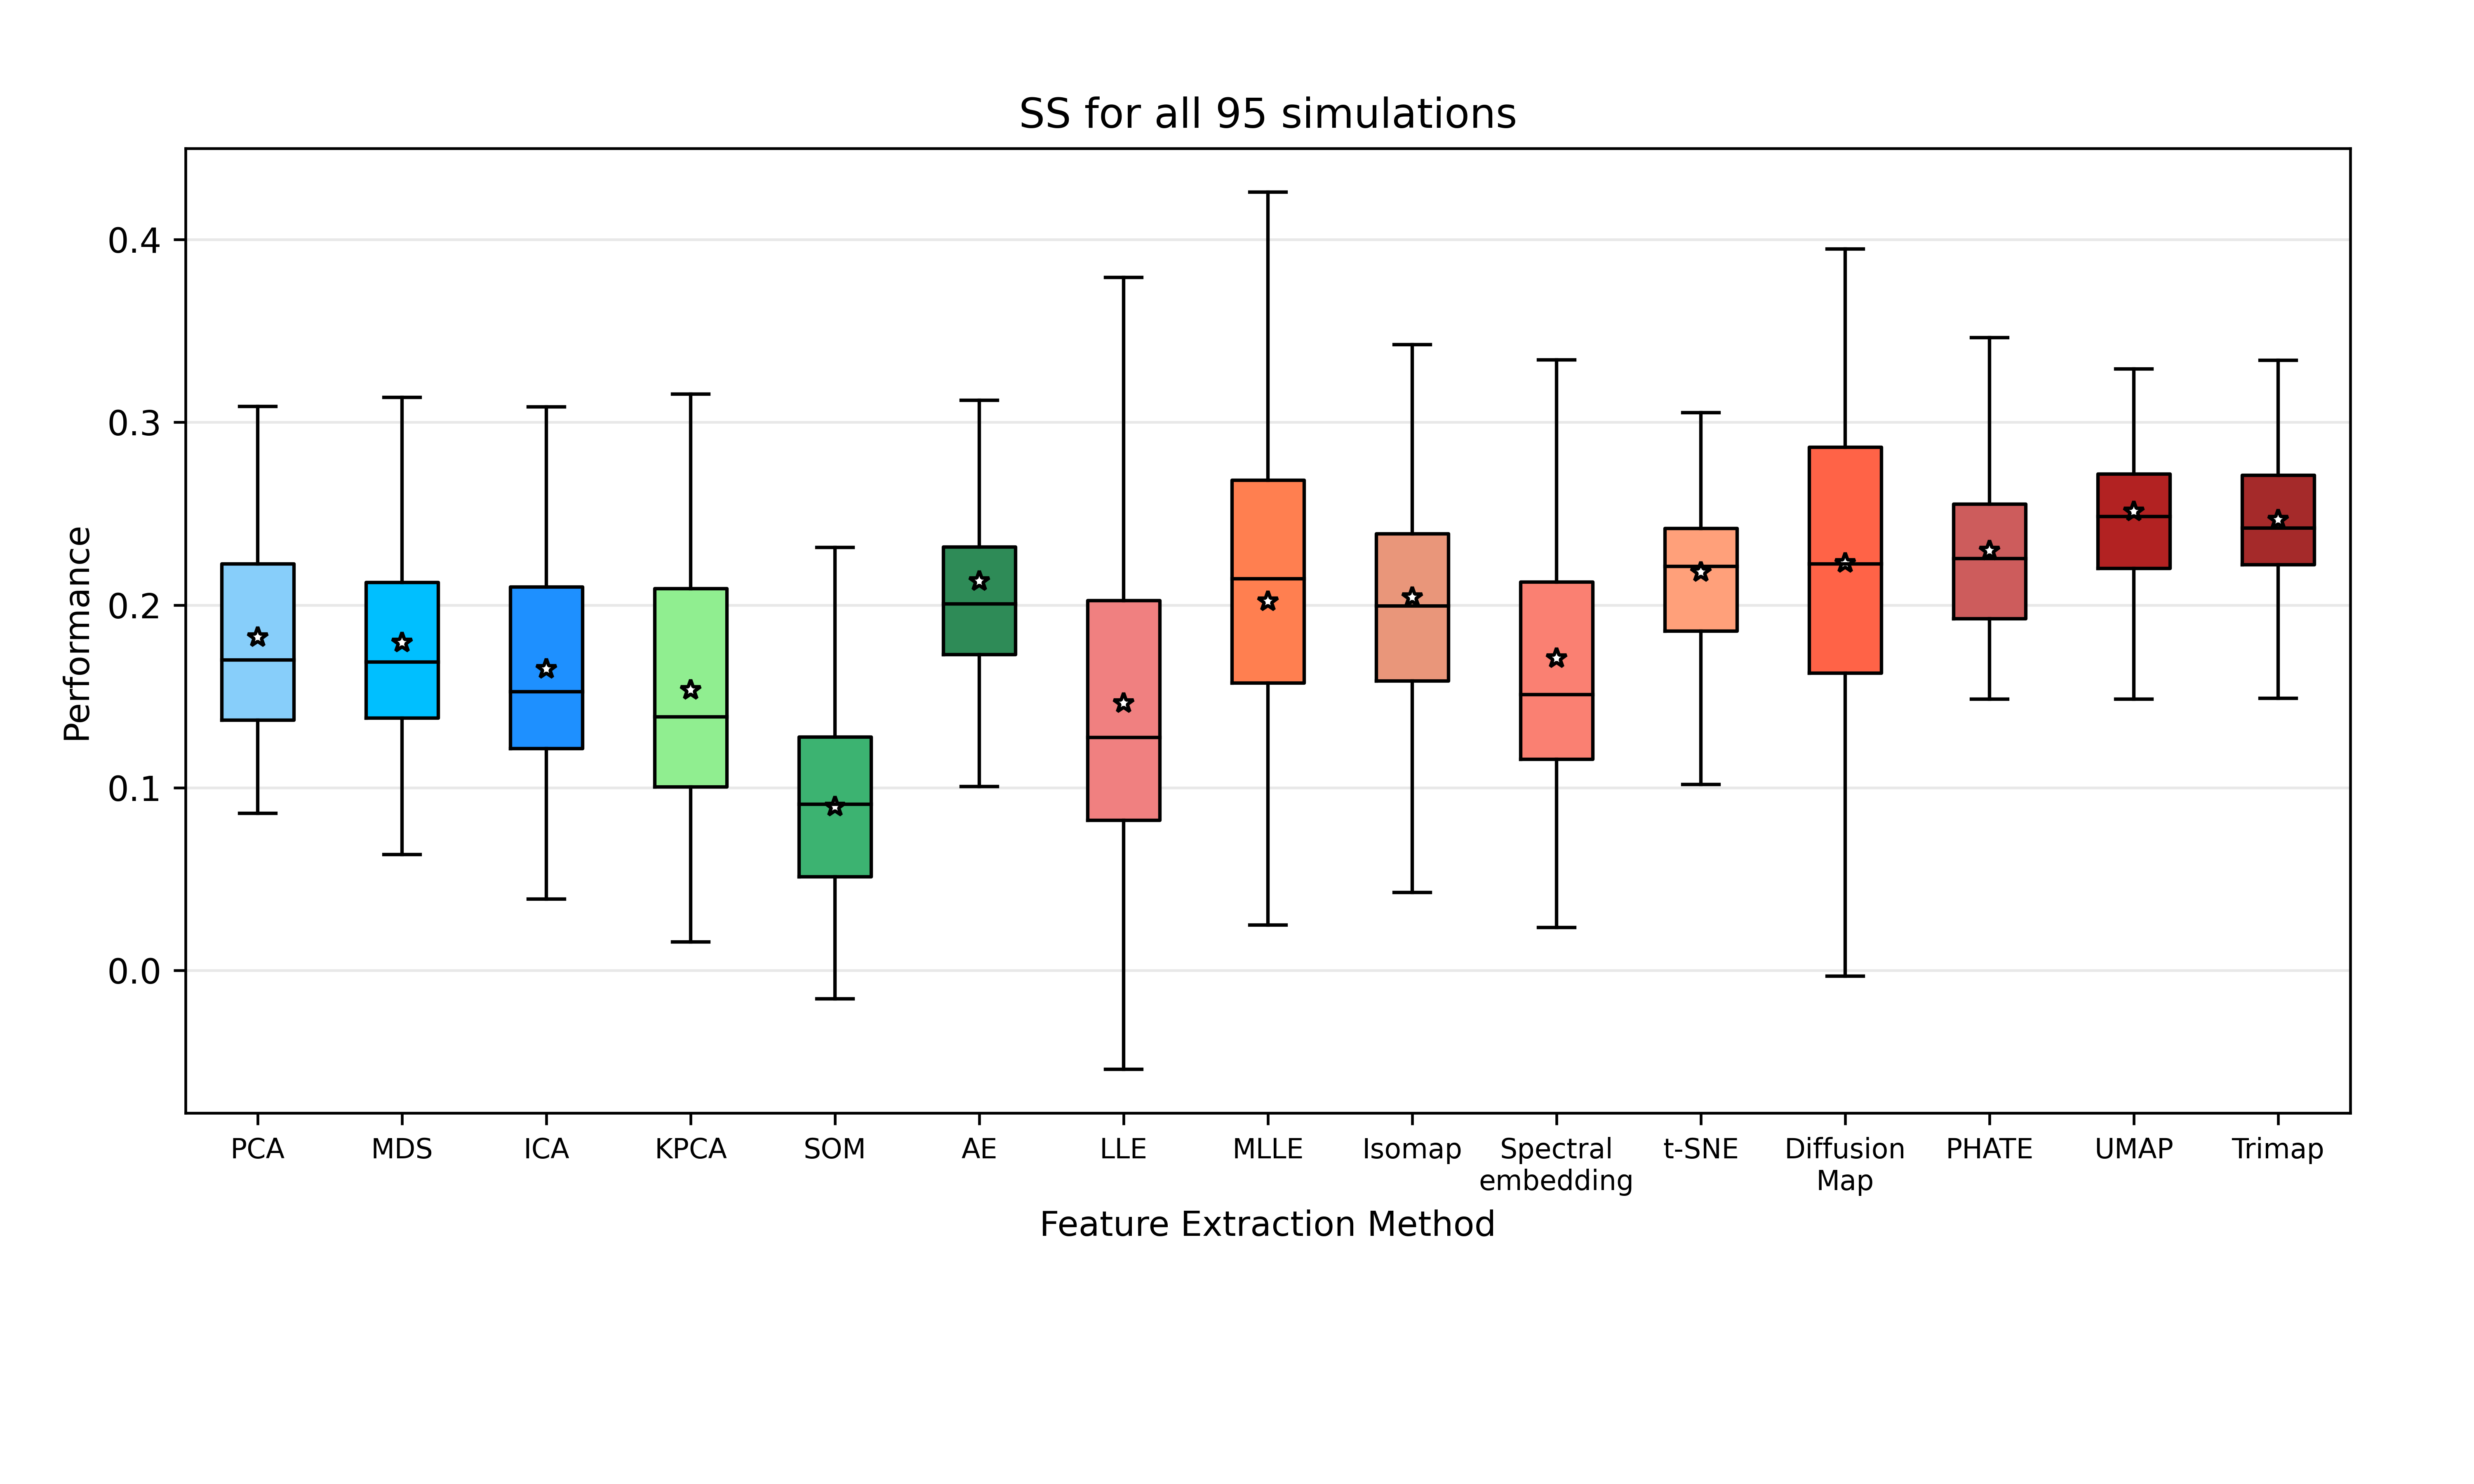 SS for all 95 simulations
0.4
0.3
0.2
0.1
0.0
Performance
PCA
MDS
ICA
KPCA
SOM
AE
LLE
MLLE
Isomap
Spectral
embedding
t-SNE
Diffusion
Map
PHATE
UMAP
Trimap
Feature Extraction Method